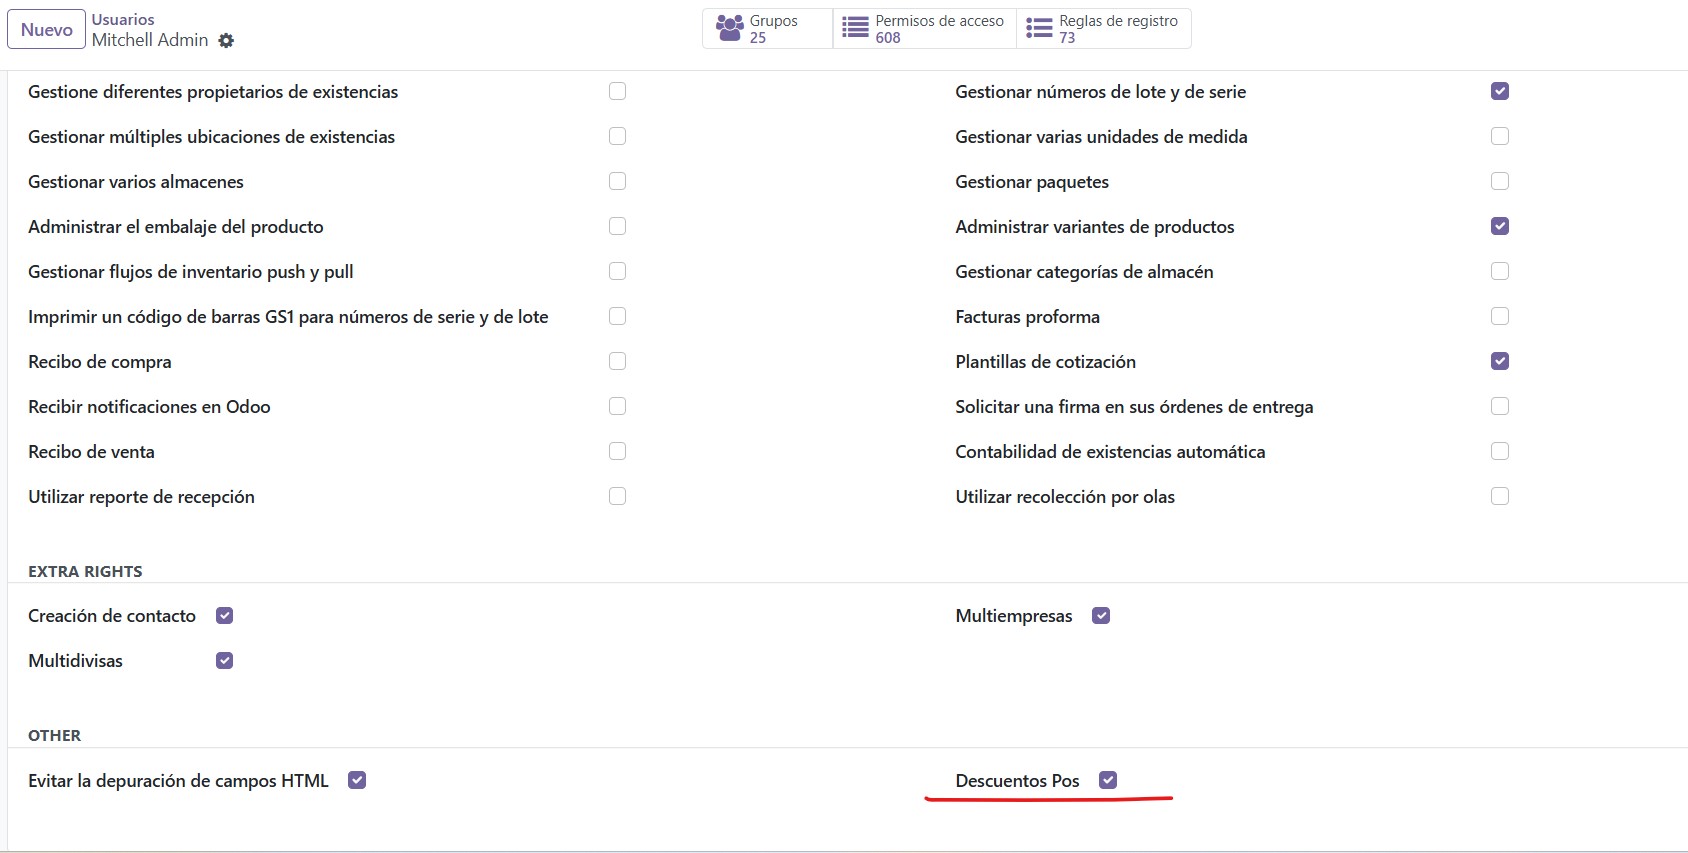 Nuevo
Usuarios
Mitchell Admin
Grupos
25
Permisos de acceso
608
Reglas de registro
73
Gestione diferentes propietarios de existencias
Gestionar números de lote y de serie
Gestionar múltiples ubicaciones de existencias
Gestionar varias unidades de medida
Gestionar varios almacenes
Gestionar paquetes
Administrar el embalaje del producto
Administrar variantes de productos
Gestionar flujos de inventario push y pull
Gestionar categorías de almacén
Imprimir un código de barras GS1 para números de serie y de lote
Facturas proforma
Recibo de compra
Plantillas de cotización
Recibir notificaciones en Odoo
Solicitar una firma en sus órdenes de entrega
Recibo de venta
Contabilidad de existencias automática
Utilizar reporte de recepción
Utilizar recolección por olas
EXTRA RIGHTS
Creación de contacto
Multiempresas
Multidivisas
OTHER
Evitar la depuración de campos HTML
Descuentos Pos